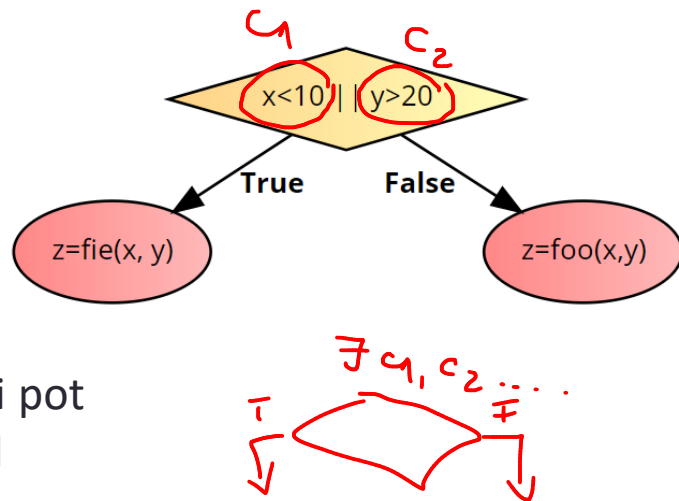 C1 C2
x<10 || y>20
True False
z=fie(x, y) z=foo(x,y)
i pot
C1, C2 .....
T F